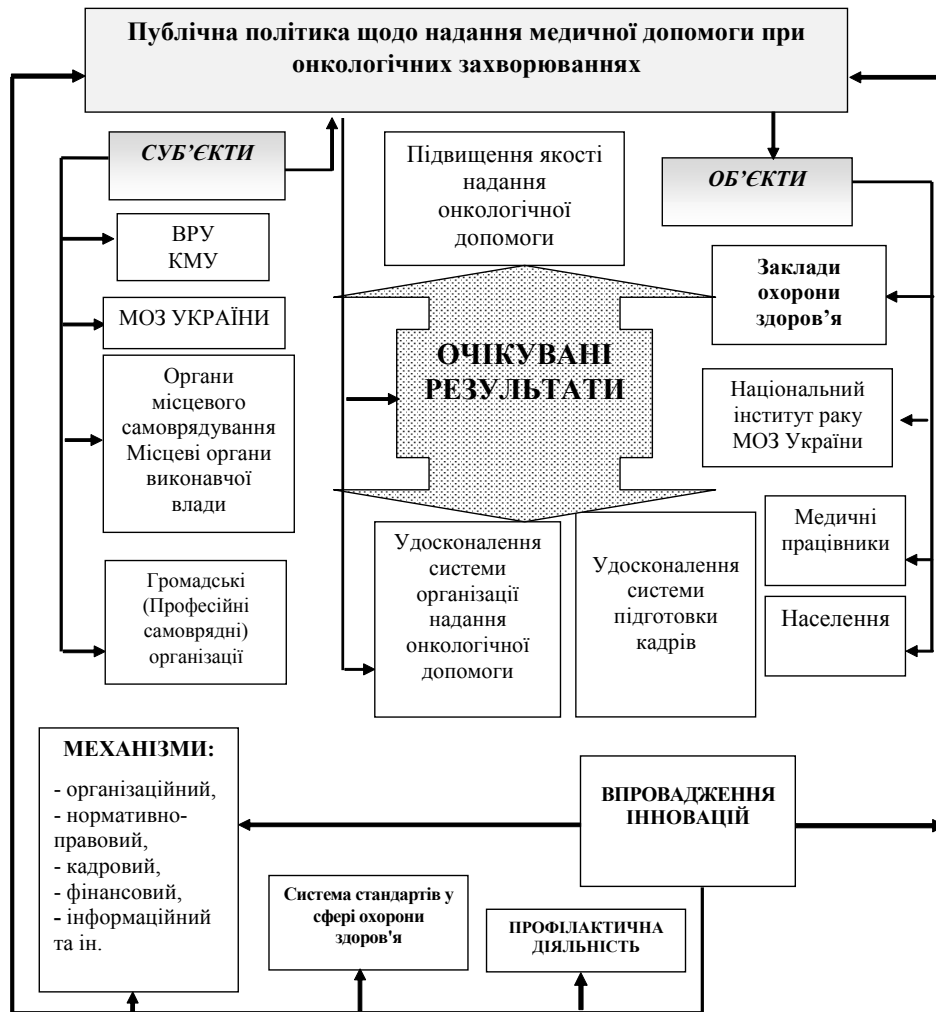 Публічна політика щодо надання медичної допомоги при
онкологічних захворюваннях
СУБ’ЄКТИ
ВРУ
КМУ
МОЗ УКРАЇНИ
Органи
місцевого
самоврядування
Місцеві органи
виконавчої
влади
Громадські
(Професійні
самоврядні)
організації
Підвищення якості
надання
онкологічної
допомоги
ОЧІКУВАНІ
РЕЗУЛЬТАТИ
Удосконалення
системи
організації
надання
онкологічної
допомоги
Удосконалення
системи
підготовки
кадрів
ОБ’ЄКТИ
Заклади
охорони
здоров’я
Національний
інститут раку
МОЗ України
Медичні
працівники
Населення
МЕХАНІЗМИ:
- організаційний,
- нормативно-
правовий,
- кадровий,
- фінансовий,
- інформаційний
та ін.
Система стандартів у
сфері охорони
здоров'я
ПРОФІЛАКТИЧНА
ДІЯЛЬНІСТЬ
ВПРОВАДЖЕННЯ
ІННОВАЦІЙ